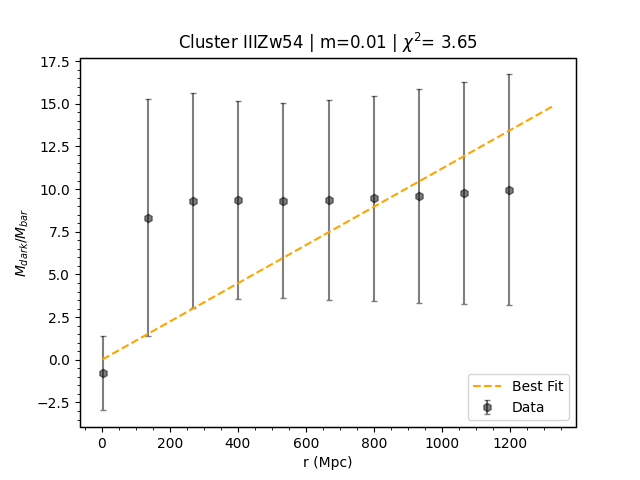 Cluster IIIZw54 | m=0.01 | χ²= 3.65
17.5
15.0
12.5
10.0
7.5
5.0
2.5
0.0
−2.5
M_dark/M_bar
0 200 400 600 800 1000 1200
r (Mpc)
Best Fit
Data